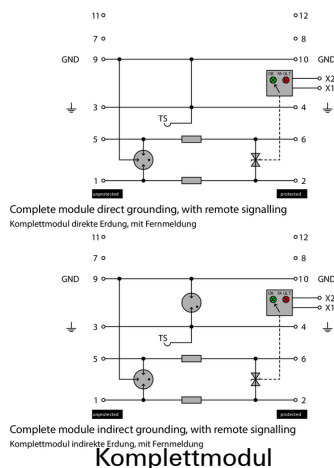 11 12
7 8
GND 9 10 GND
OK FAULT
X2
X1
3 4
TS
5 6
1 2
unprotected protected
Complete module direct grounding, with remote signalling
Komplettmodul direkte Erdung, mit Fernmeldung
11 12
7 8
GND 9 10 GND
OK FAULT
X2
X1
3 4
TS
5 6
1 2
unprotected protected
Complete module indirect grounding, with remote signalling
Komplettmodul indirekte Erdung, mit Fernmeldung
Komplettmodul